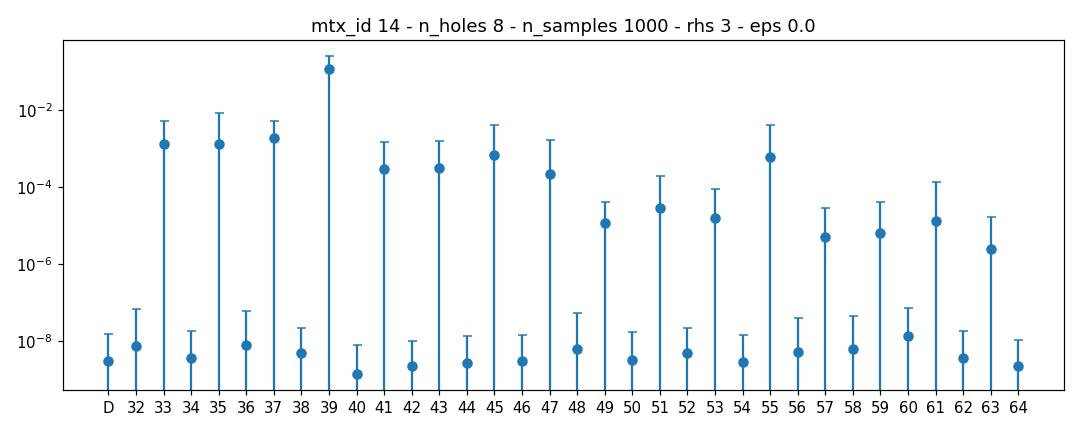 mtx_id 14 - n_holes 8 - n_samples 1000 - rhs 3 - eps 0.0
10⁻²
10⁻⁴
10⁻⁶
10⁻⁸
D 32 33 34 35 36 37 38 39 40 41 42 43 44 45 46 47 48 49 50 51 52 53 54 55 56 57 58 59 60 61 62 63 64